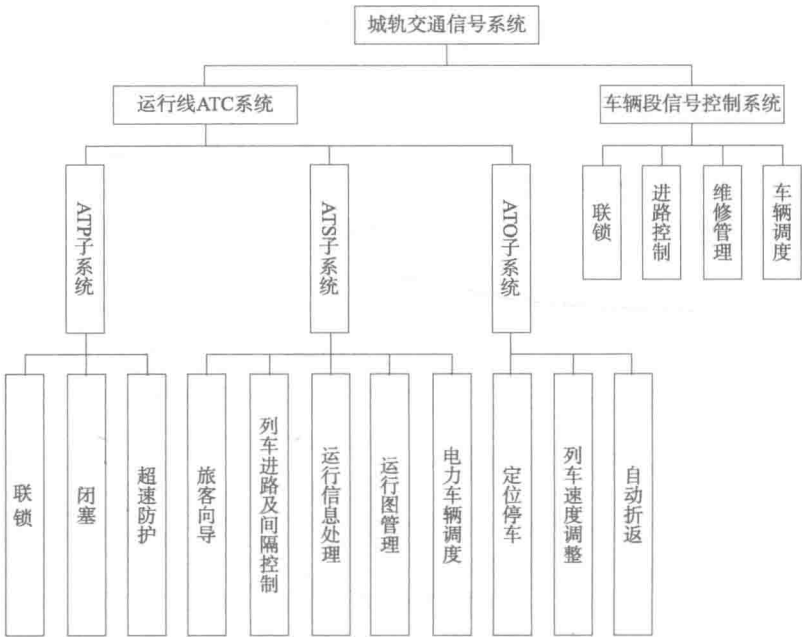 城轨交通信号系统
运行线ATC系统
车辆段信号控制系统
ATP子系统
ATS子系统
ATO子系统
联锁
进路控制
维修管理
车辆调度
联锁
闭塞
超速防护
旅客向导
列车进路及间隔控制
运行信息处理
运行图管理
电力车辆调度
定位停车
列车速度调整
自动折返